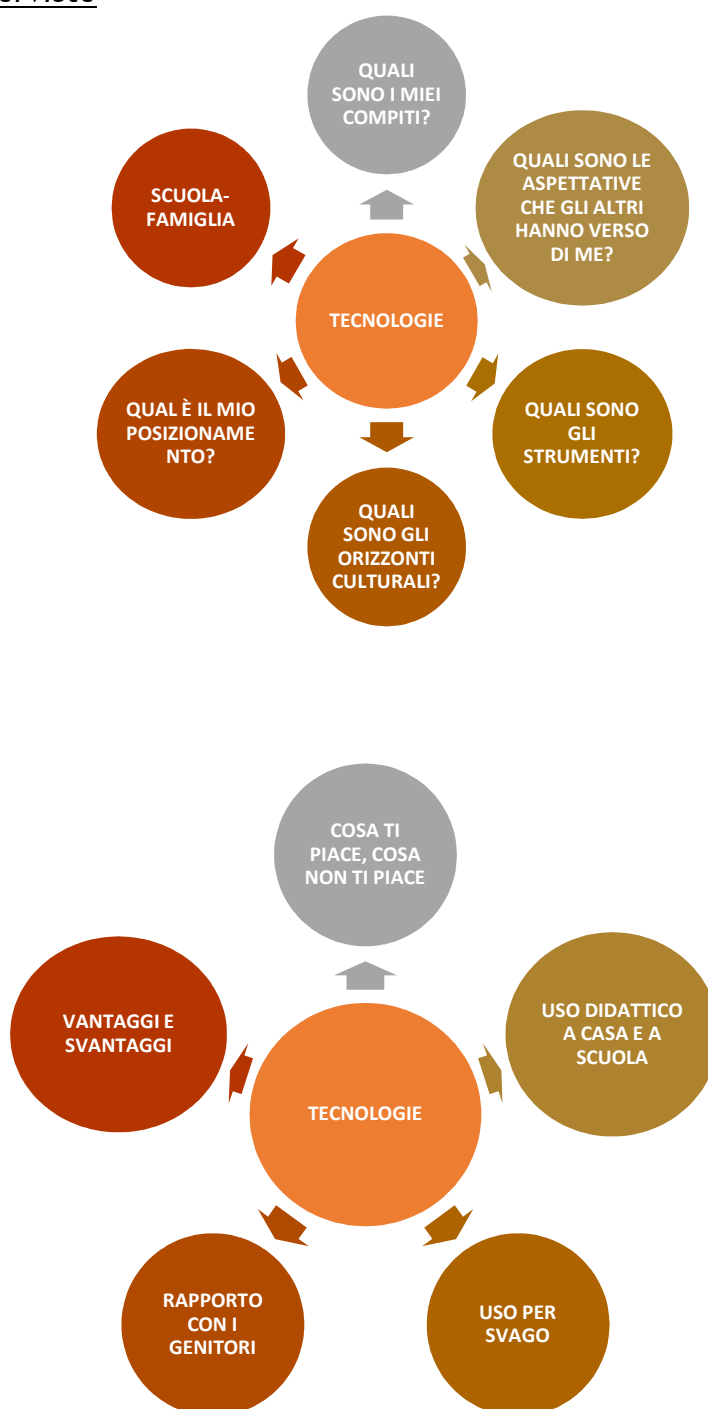 QUALI
SONO I MIEI
COMPITI?
QUALI SONO LE
ASPETTATIVE
CHE GLI ALTRI
HANNO VERSO
DI ME?
SCUOLA-
FAMIGLIA
TECNOLOGIE
QUAL È IL MIO
POSIZIONAME
NTO?
QUALI SONO
GLI
STRUMENTI?
QUALI
SONO GLI
ORIZZONTI
CULTURALI?
COSA TI
PIACE, COSA
NON TI PIACE
VANTAGGI E
SVANTAGGI
USO DIDATTICO
A CASA E A
SCUOLA
TECNOLOGIE
RAPPORTO
CON I
GENITORI
USO PER
SVAGO